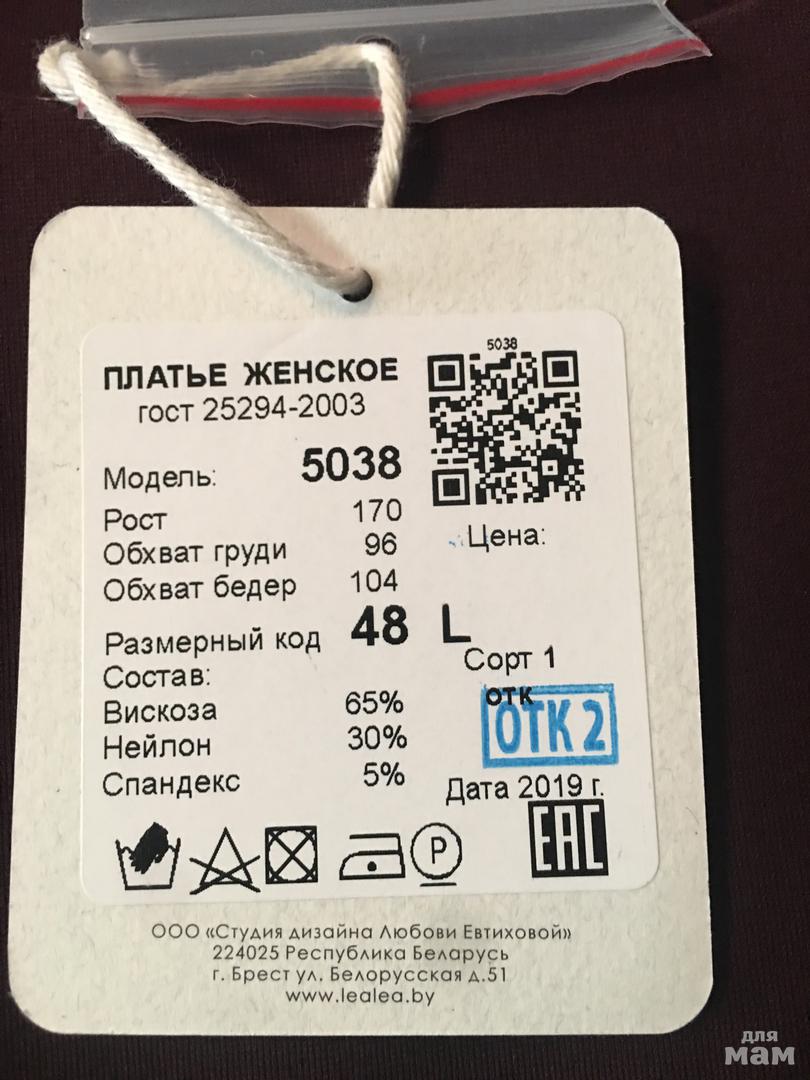 5038
ПЛАТЬЕ ЖЕНСКОЕ
гост 25294-2003
Модель: 5038
Рост 170
Обхват груди 96
Цена:
Обхват бедер 104
Размерный код 48 L
Сорт 1
Состав:
отк
Вискоза 65%
ОТК 2
Нейлон 30%
Спандекс 5%
Дата 2019 г.
P
EAC
ООО «Студия дизайна Любови Евтиховой»
224025 Республика Беларусь
г. Брест ул. Белорусская д.51
www.lealea.by
для
мам